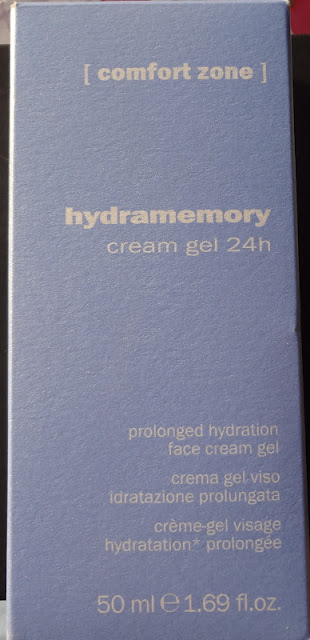 [ comfort zone ]
hydramemory
cream gel 24h
prolonged hydration
face cream gel
crema gel viso
idratazione prolungata
crème-gel visage
hydratation* prolongée
50 ml ℮ 1.69 fl.oz.